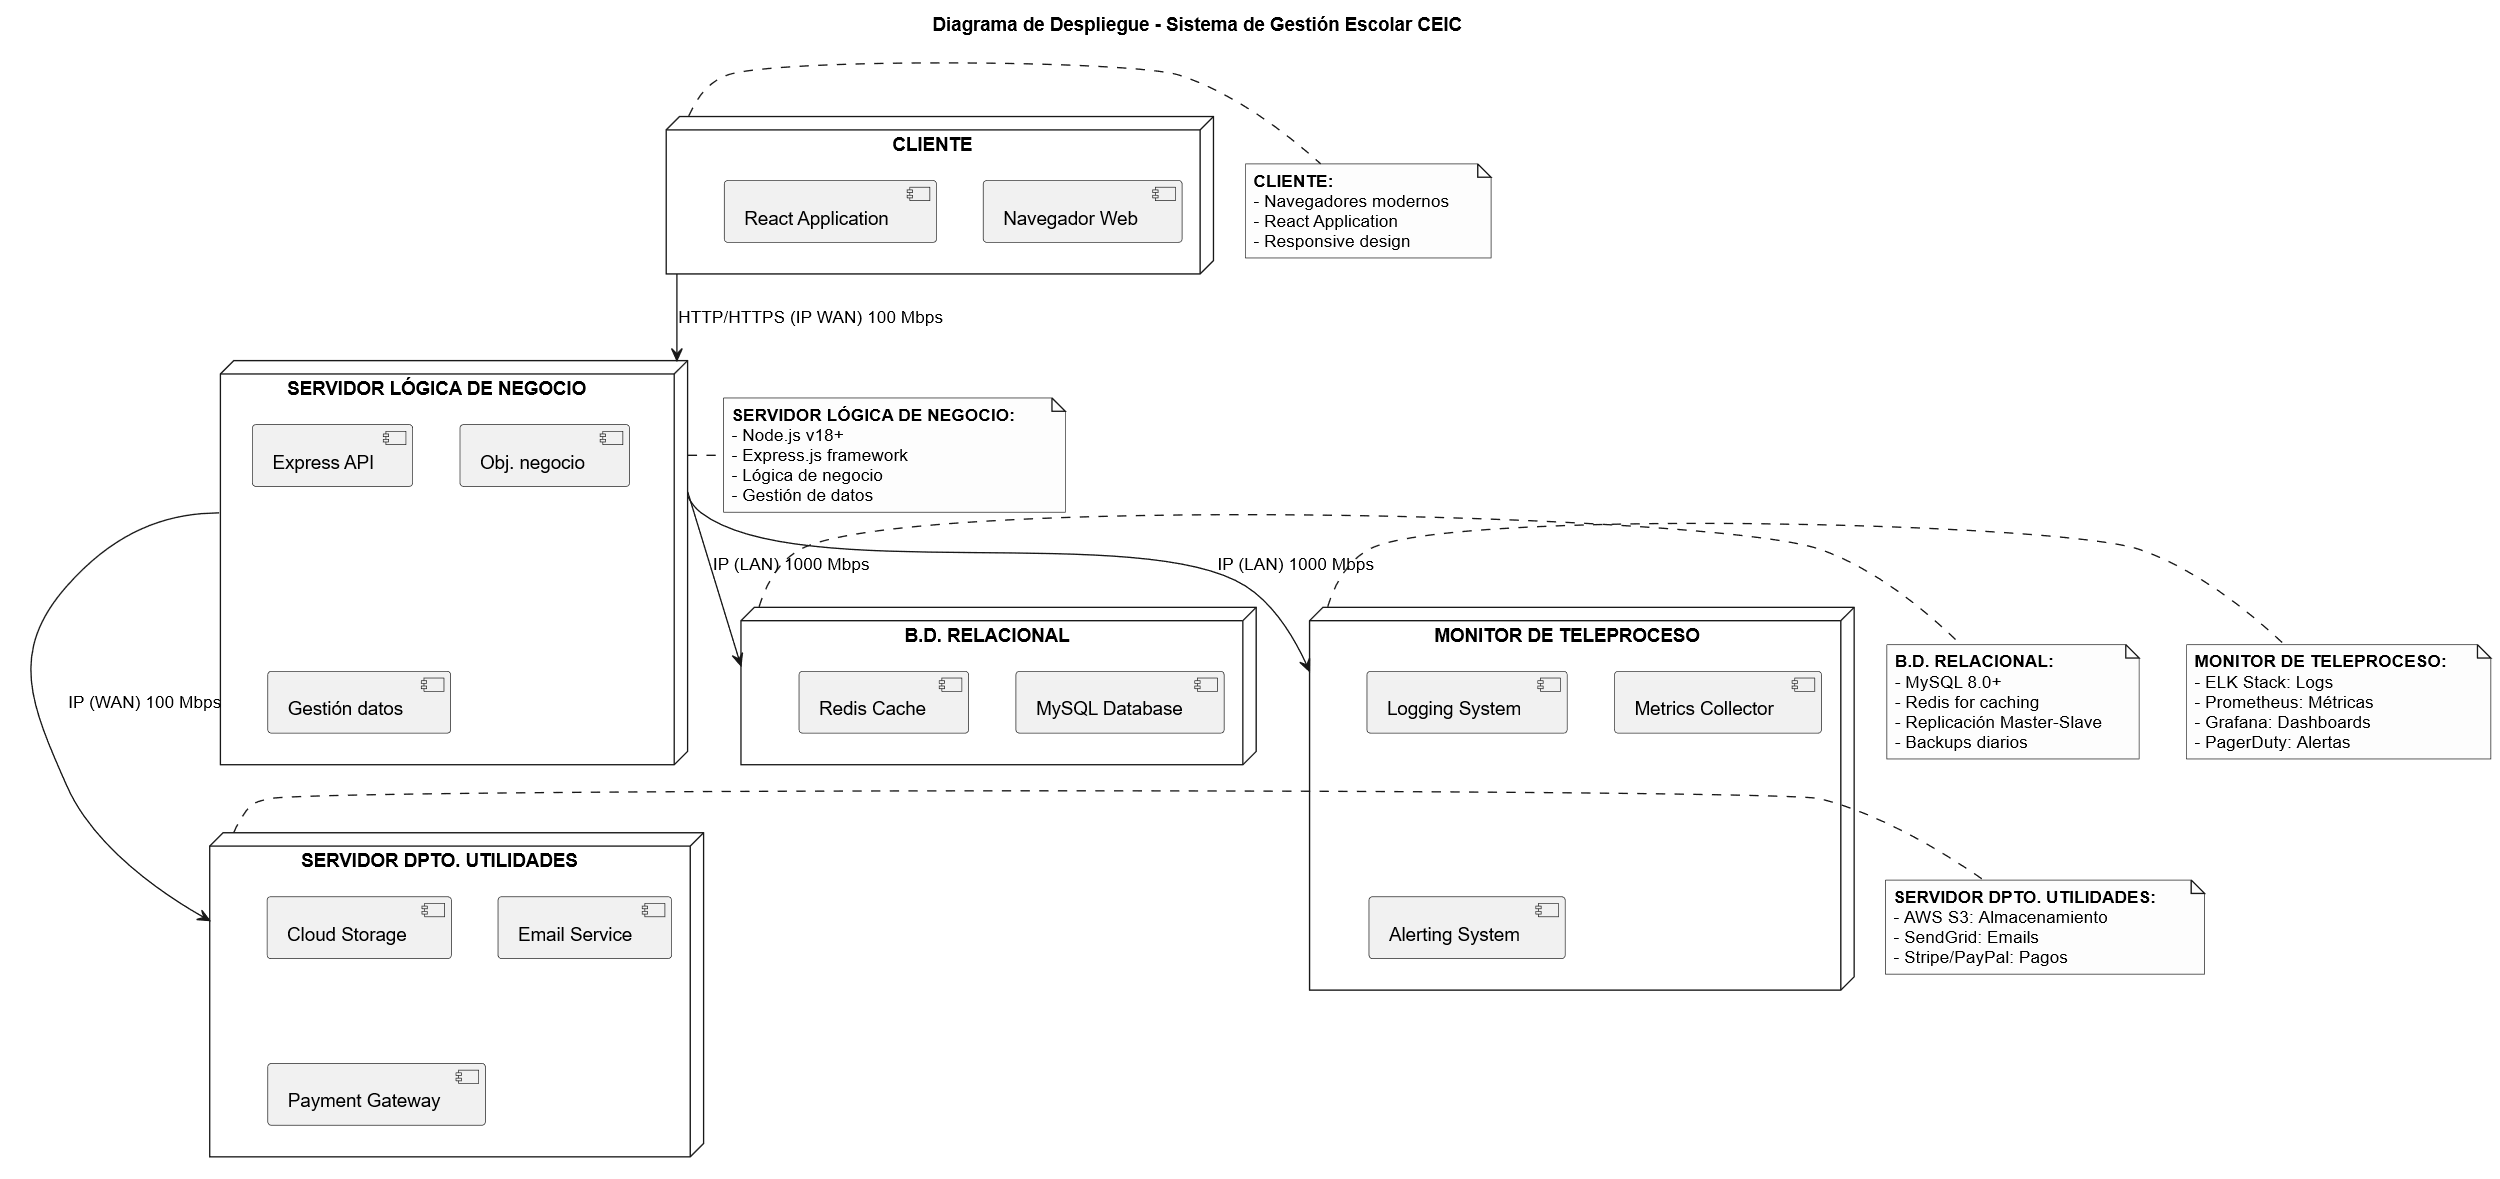 Diagrama de Despliegue - Sistema de Gestión Escolar CEIC
CLIENTE
React Application
Navegador Web
CLIENTE:
- Navegadores modernos
- React Application
- Responsive design
HTTP/HTTPS (IP WAN) 100 Mbps
SERVIDOR LÓGICA DE NEGOCIO
Express API
Obj. negocio
Gestión datos
SERVIDOR LÓGICA DE NEGOCIO:
- Node.js v18+
- Express.js framework
- Lógica de negocio
- Gestión de datos
IP (LAN) 1000 Mbps
IP (LAN) 1000 Mbps
IP (WAN) 100 Mbps
B.D. RELACIONAL
Redis Cache
MySQL Database
MONITOR DE TELEPROCESO
Logging System
Metrics Collector
Alerting System
B.D. RELACIONAL:
- MySQL 8.0+
- Redis for caching
- Replicación Master-Slave
- Backups diarios
MONITOR DE TELEPROCESO:
- ELK Stack: Logs
- Prometheus: Métricas
- Grafana: Dashboards
- PagerDuty: Alertas
SERVIDOR DPTO. UTILIDADES
Cloud Storage
Email Service
Payment Gateway
SERVIDOR DPTO. UTILIDADES:
- AWS S3: Almacenamiento
- SendGrid: Emails
- Stripe/PayPal: Pagos